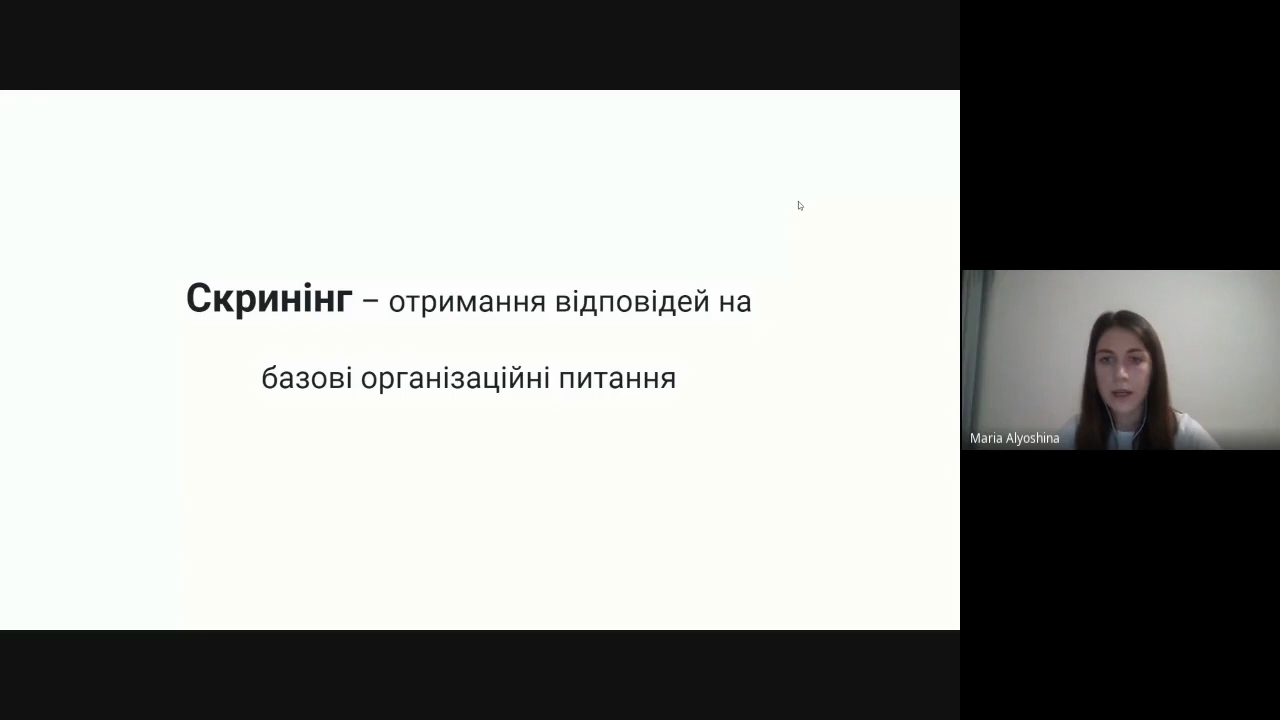 Скринінг – отримання відповідей на
базові організаційні питання
Maria Alyoshina